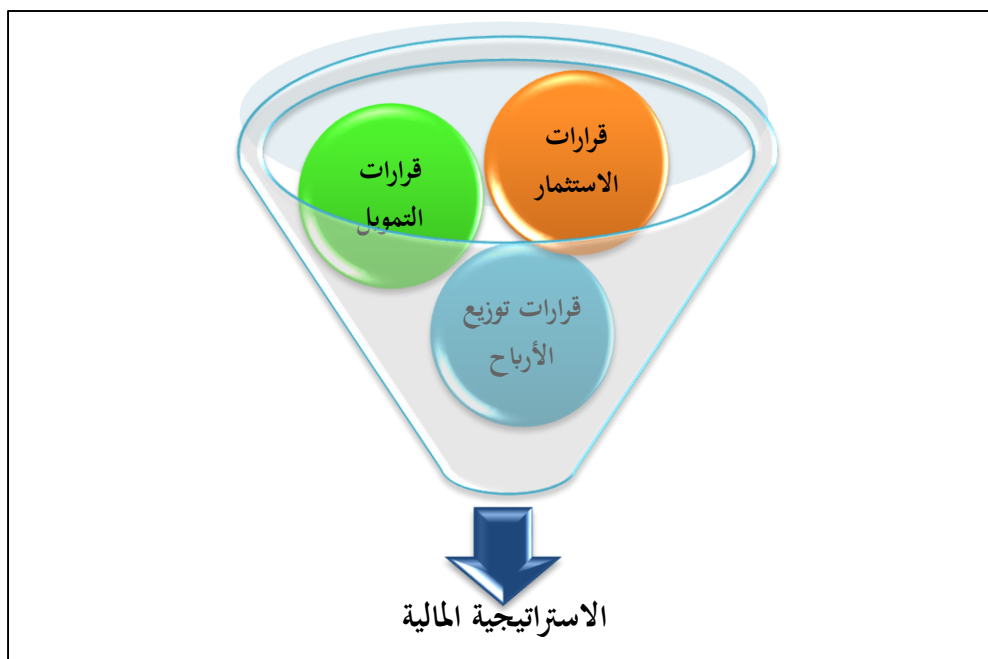 قرارات
الاستثمار
قرارات
التمويل
قرارات توزيع
الأرباح
الاستراتيجية المالية